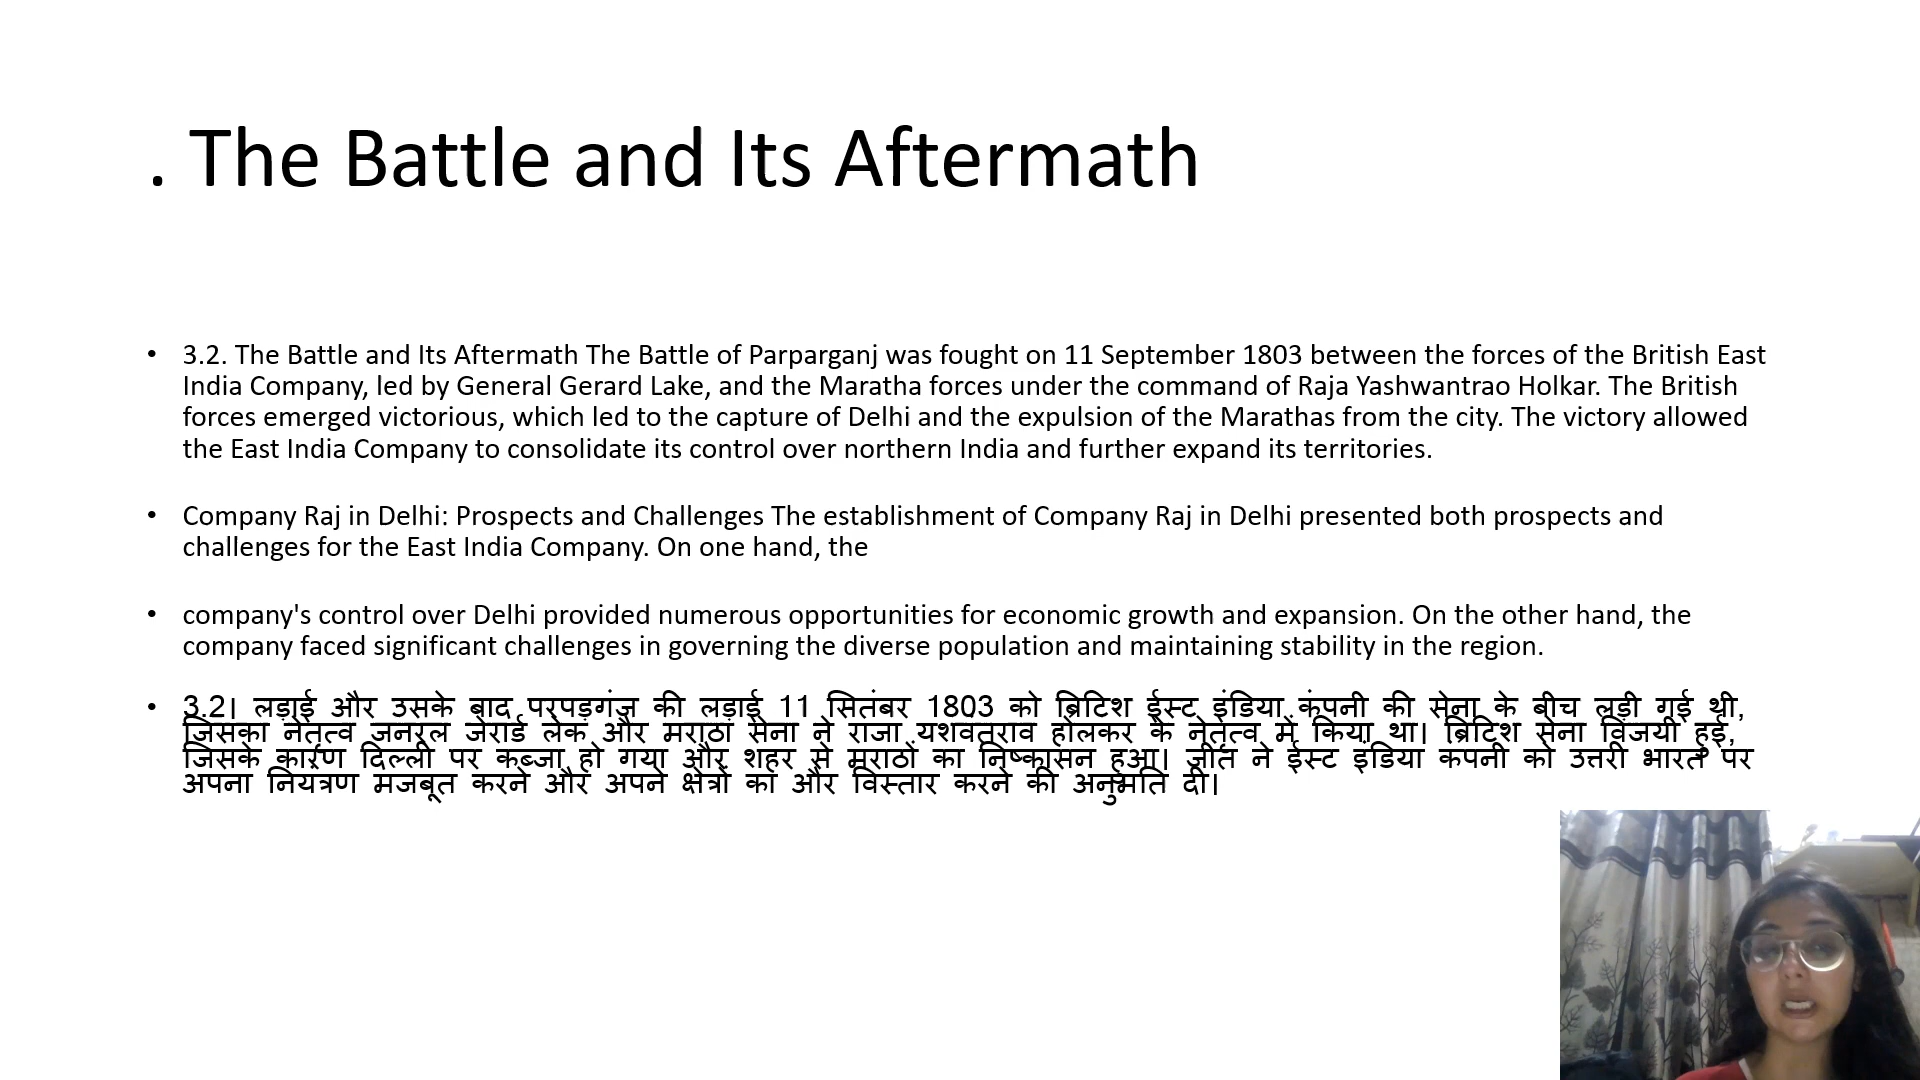 . The Battle and Its Aftermath
• 3.2. The Battle and Its Aftermath The Battle of Parparganj was fought on 11 September 1803 between the forces of the British East
India Company, led by General Gerard Lake, and the Maratha forces under the command of Raja Yashwantrao Holkar. The British
forces emerged victorious, which led to the capture of Delhi and the expulsion of the Marathas from the city. The victory allowed
the East India Company to consolidate its control over northern India and further expand its territories.
• Company Raj in Delhi: Prospects and Challenges The establishment of Company Raj in Delhi presented both prospects and
challenges for the East India Company. On one hand, the
• company's control over Delhi provided numerous opportunities for economic growth and expansion. On the other hand, the
company faced significant challenges in governing the diverse population and maintaining stability in the region.
• 3.2। लड़ाई और उसके बाद परपड़गंज की लड़ाई 11 सितंबर 1803 को ब्रिटिश ईस्ट इंडिया कंपनी की सेना के बीच लड़ी गई थी,
जिसका नेतृत्व जनरल जेरार्ड लेक और मराठा सेना ने राजा यशवंतराव होलकर के नेतृत्व में किया था। ब्रिटिश सेना विजयी हुई,
जिसके कारण दिल्ली पर कब्जा हो गया और शहर से मराठों का निष्कासन हुआ। जीत ने ईस्ट इंडिया कंपनी को उत्तरी भारत पर
अपना नियंत्रण मजबूत करने और अपने क्षेत्रों का और विस्तार करने की अनुमति दी।